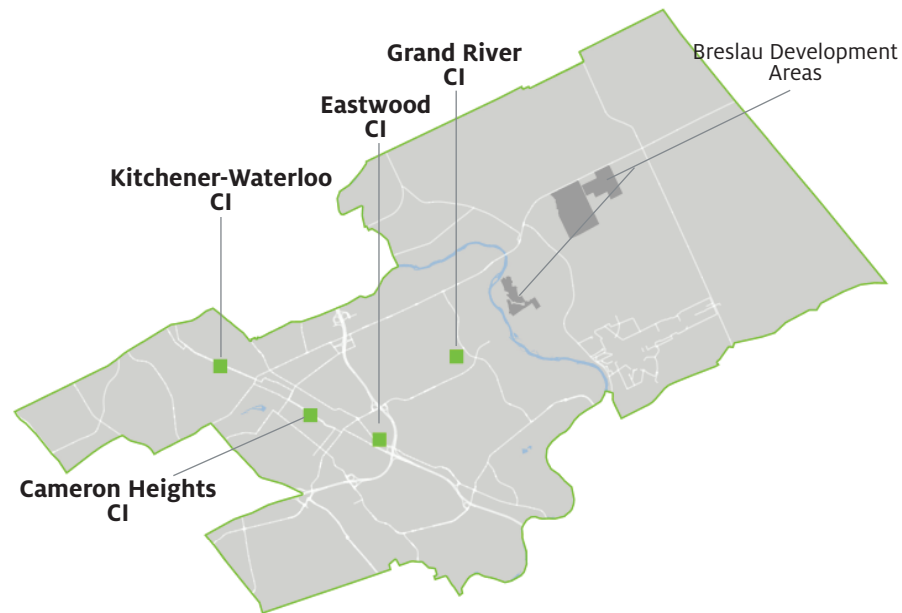 Grand River
CI
Breslau Development
Areas
Eastwood
CI
Kitchener-Waterloo
CI
Cameron Heights
CI